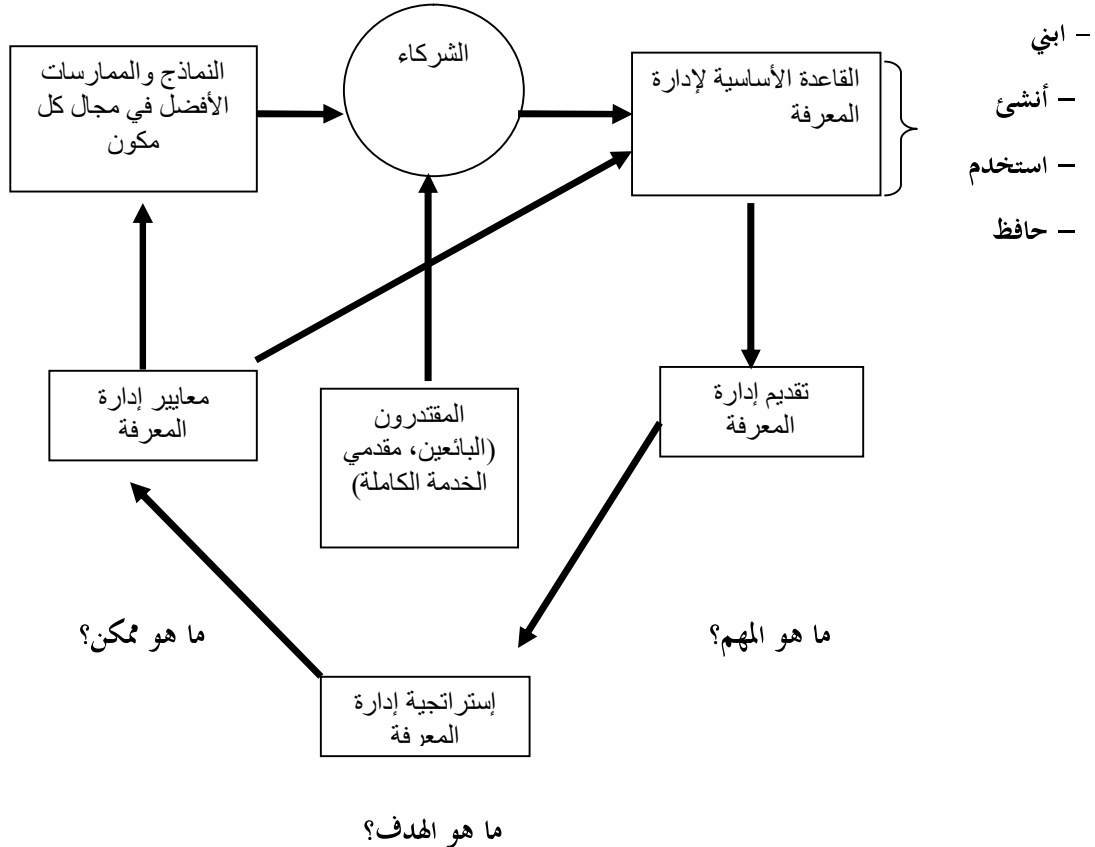 – ابني
– أنشئ
– استخدم
– حافظ
القاعدة الأساسية لإدارة
المعرفة
الشركاء
النماذج والممارسات
الأفضل في مجال كل
مكون
تقديم إدارة
المعرفة
المقتدرون
(البائعين، مقدمي
الخدمة الكاملة)
معايير إدارة
المعرفة
ما هو المهم؟
ما هو ممكن؟
إستراتجية إدارة
المعرفة
ما هو الهدف؟